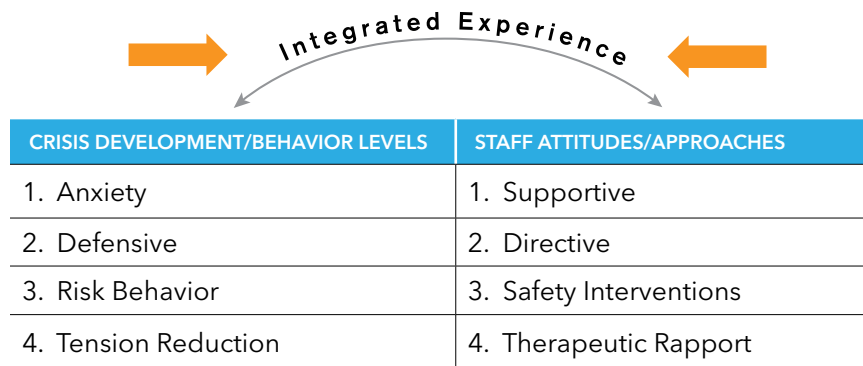 Integrated Experience
CRISIS DEVELOPMENT/BEHAVIOR LEVELS STAFF ATTITUDES/APPROACHES
1. Anxiety 1. Supportive
2. Defensive 2. Directive
3. Risk Behavior 3. Safety Interventions
4. Tension Reduction 4. Therapeutic Rapport